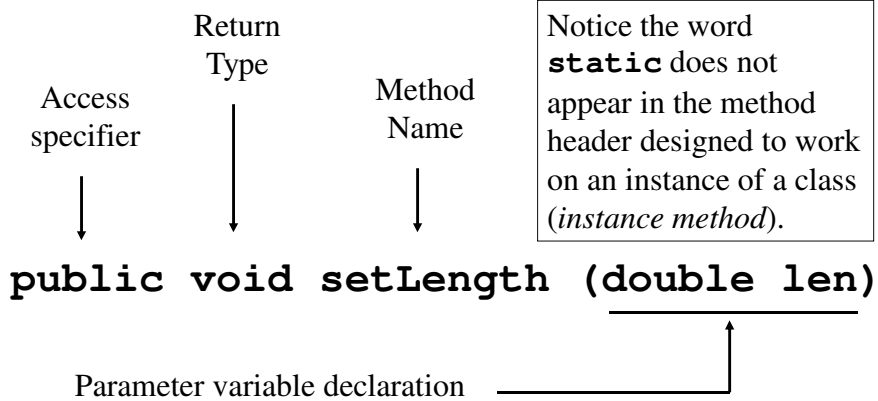 Return
Type
Access
specifier
Method
Name
Notice the word
static does not
appear in the method
header designed to work
on an instance of a class
(instance method).
public void setLength (double len)
Parameter variable declaration